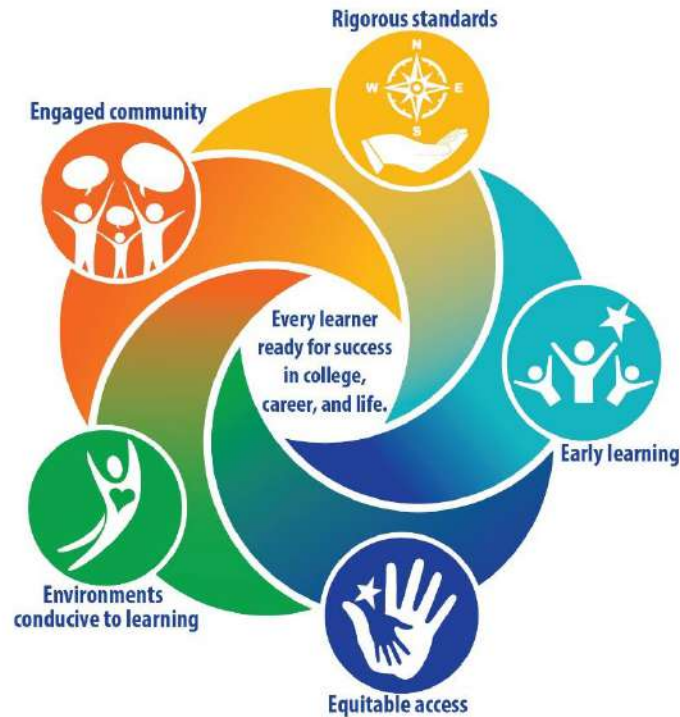 Rigorous standards
N
W E
S
Engaged community
Every learner
ready for success
in college,
career, and life.
Early learning
Environments
conducive to learning
Equitable access